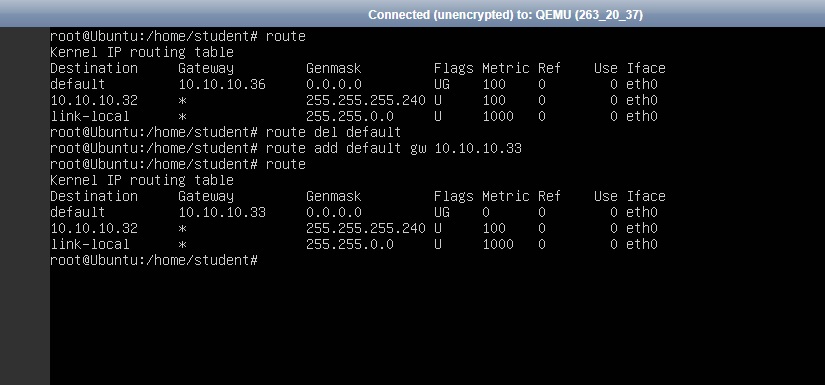 Connected (unencrypted) to: QEMU (263_20_37)
root@Ubuntu:/home/student# route
Kernel IP routing table
Destination     Gateway         Genmask         Flags Metric Ref    Use Iface
default         10.10.10.36     0.0.0.0         UG    100    0        0 eth0
10.10.10.32     *               255.255.255.240 U     100    0        0 eth0
link-local      *               255.255.0.0     U     1000   0        0 eth0
root@Ubuntu:/home/student# route del default
root@Ubuntu:/home/student# route add default gw 10.10.10.33
root@Ubuntu:/home/student# route
Kernel IP routing table
Destination     Gateway         Genmask         Flags Metric Ref    Use Iface
default         10.10.10.33     0.0.0.0         UG    0      0        0 eth0
10.10.10.32     *               255.255.255.240 U     100    0        0 eth0
link-local      *               255.255.0.0     U     1000   0        0 eth0
root@Ubuntu:/home/student#